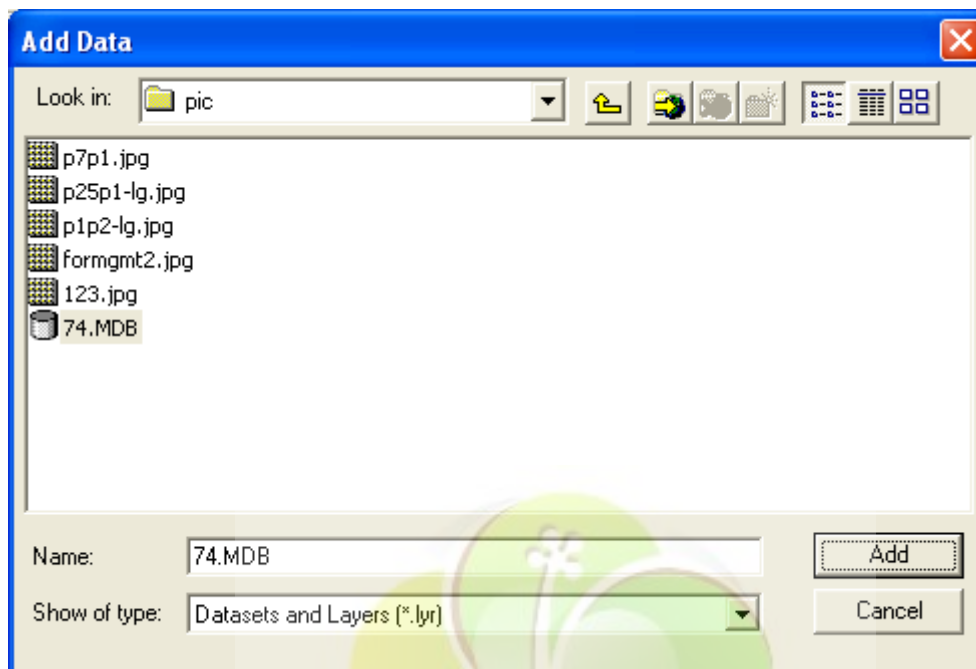 Add Data
Look in: pic
p7p1.jpg
p25p1-lg.jpg
p1p2-lg.jpg
formgmt2.jpg
123.jpg
74.MDB
Name: 74.MDB Add
Show of type: Datasets and Layers (*.lyr) Cancel